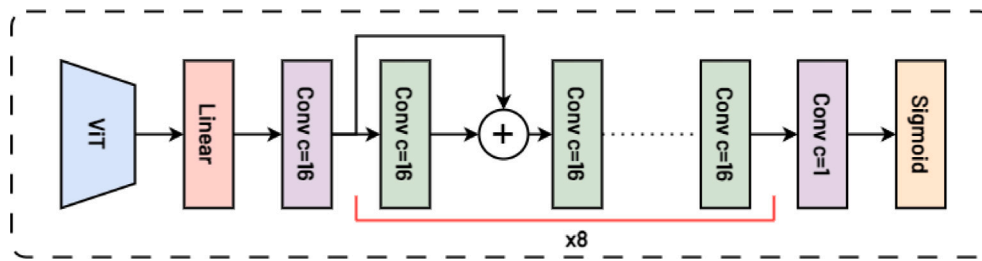 ViT
Linear
Conv c=16
Conv c=16
+
Conv c=16
Conv c=16
Conv c=1
Sigmoid
x8